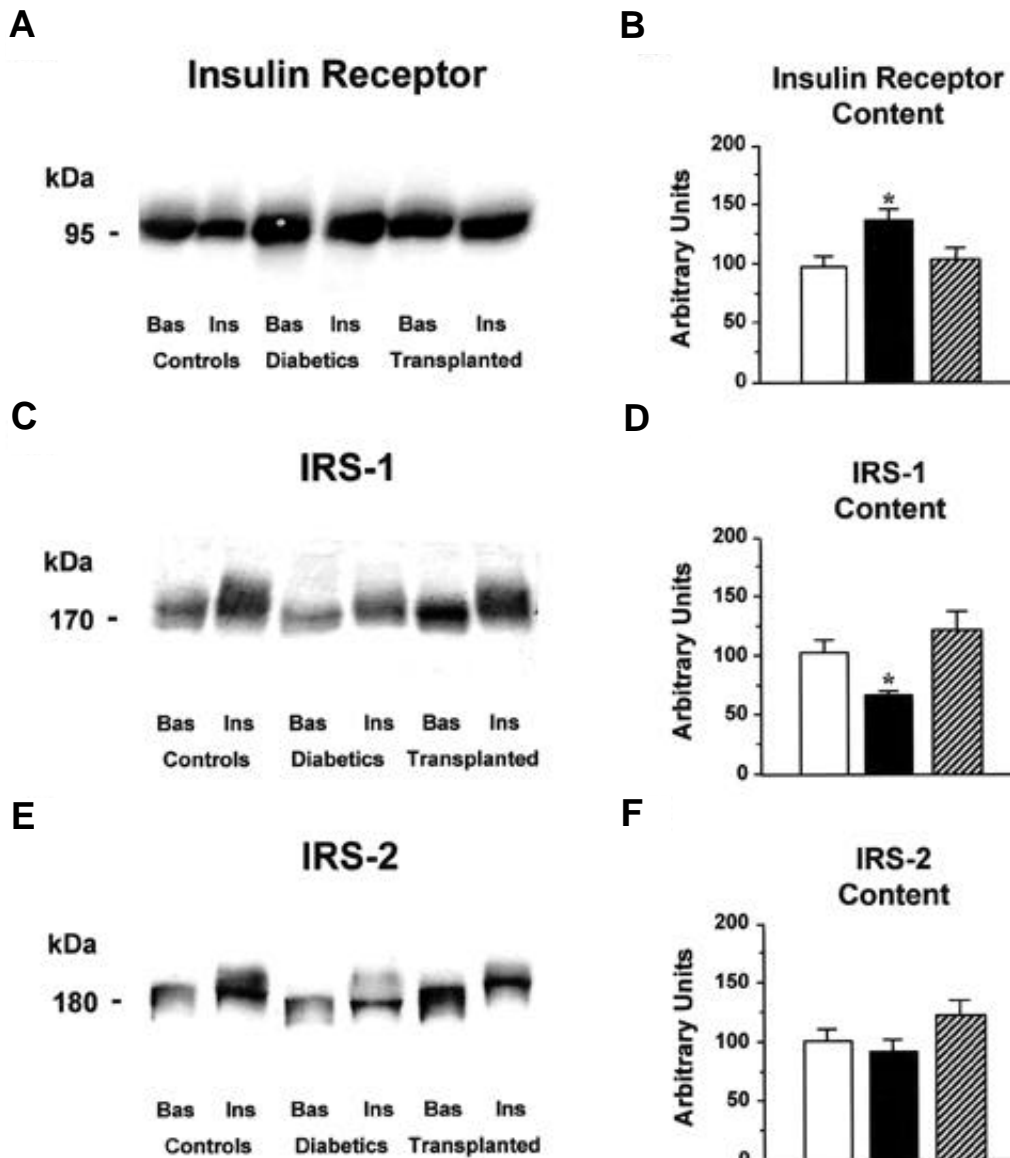 A
Insulin Receptor
kDa
95 -
Bas Ins Bas Ins Bas Ins
Controls Diabetics Transplanted
B
Insulin Receptor
Content
Arbitrary Units
200
150
100
50
0
*
C
IRS-1
kDa
170 -
Bas Ins Bas Ins Bas Ins
Controls Diabetics Transplanted
D
IRS-1
Content
Arbitrary Units
200
150
100
50
0
*
E
IRS-2
kDa
180 -
Bas Ins Bas Ins Bas Ins
Controls Diabetics Transplanted
F
IRS-2
Content
Arbitrary Units
200
150
100
50
0